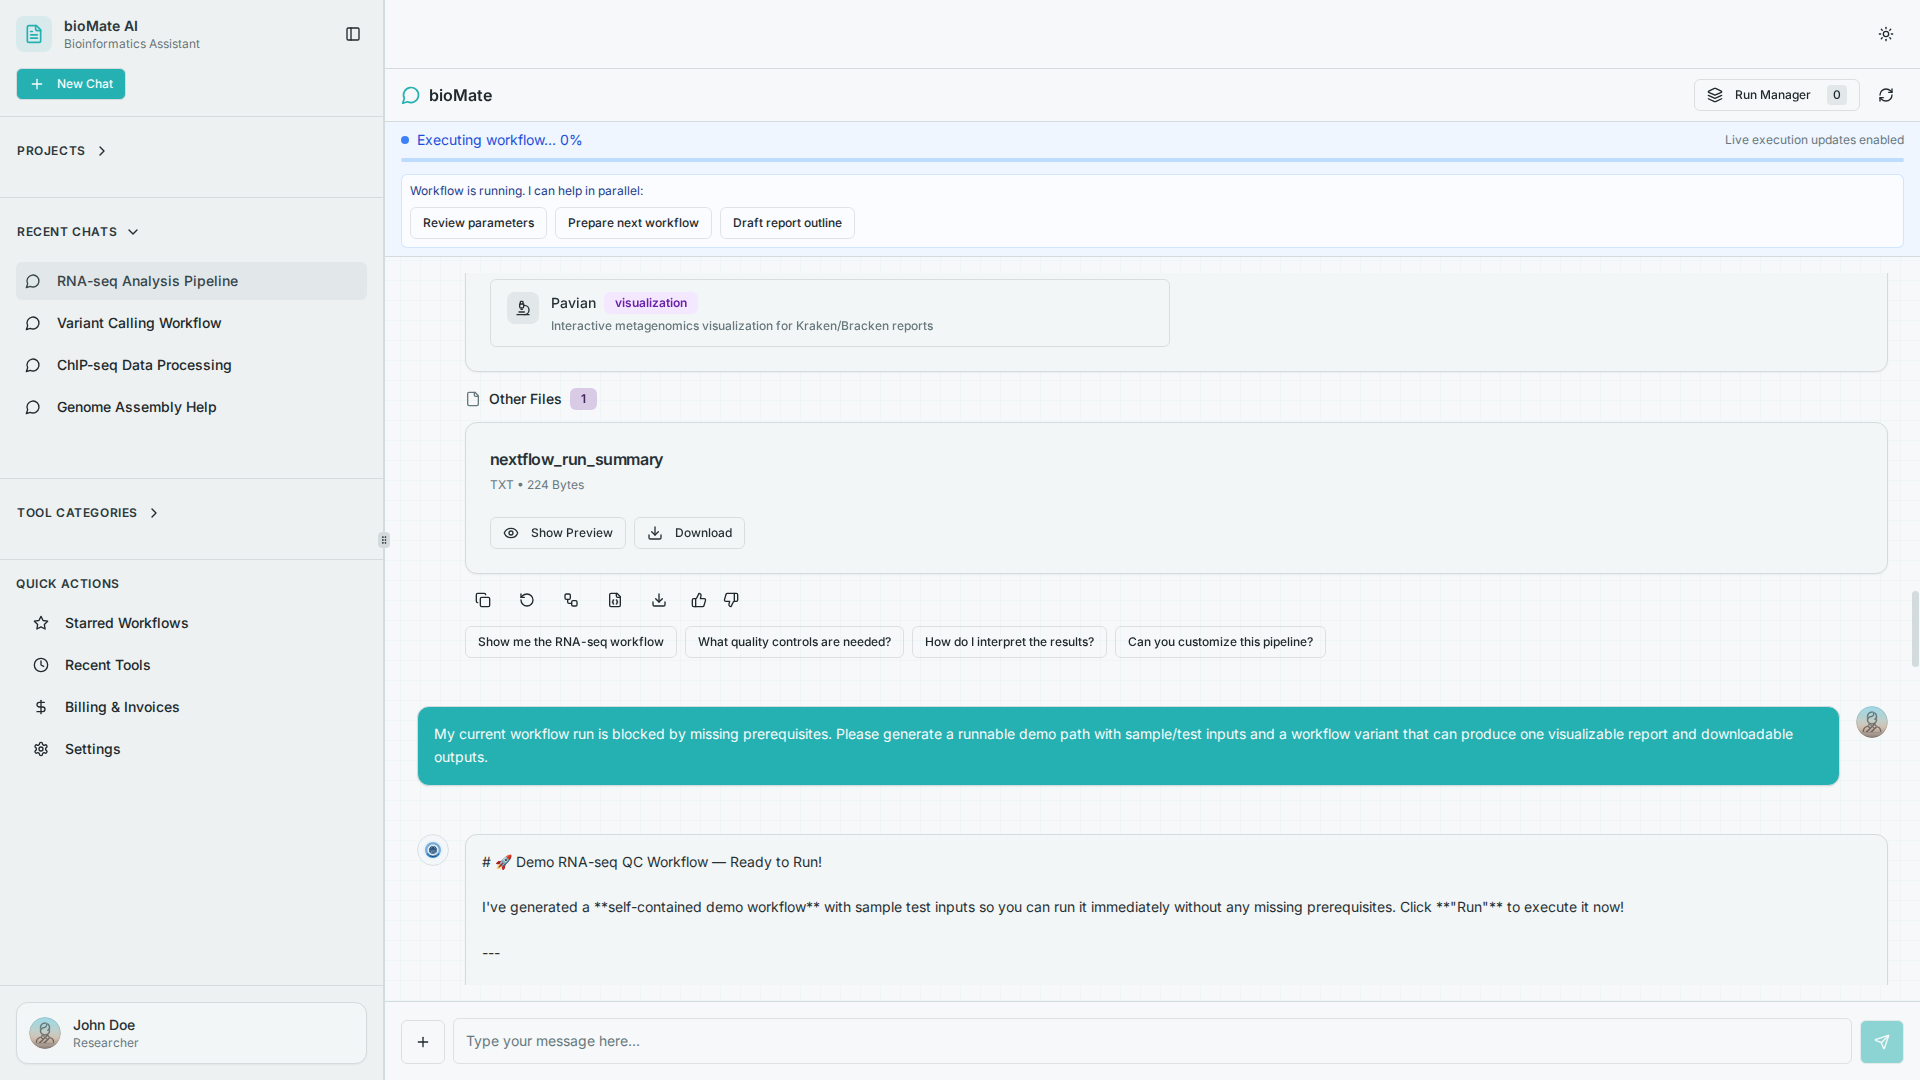 bioMate AI
Bioinformatics Assistant
New Chat
PROJECTS
RECENT CHATS
RNA-seq Analysis Pipeline
Variant Calling Workflow
ChIP-seq Data Processing
Genome Assembly Help
TOOL CATEGORIES
QUICK ACTIONS
Starred Workflows
Recent Tools
Billing & Invoices
Settings
John Doe
Researcher
bioMate
Run Manager 0
Executing workflow... 0%
Live execution updates enabled
Workflow is running. I can help in parallel:
Review parameters
Prepare next workflow
Draft report outline
Pavian visualization
Interactive metagenomics visualization for Kraken/Bracken reports
Other Files 1
nextflow_run_summary
TXT • 224 Bytes
Show Preview
Download
Show me the RNA-seq workflow
What quality controls are needed?
How do I interpret the results?
Can you customize this pipeline?
My current workflow run is blocked by missing prerequisites. Please generate a runnable demo path with sample/test inputs and a workflow variant that can produce one visualizable report and downloadable
outputs.
# 🚀 Demo RNA-seq QC Workflow — Ready to Run!
I've generated a **self-contained demo workflow** with sample test inputs so you can run it immediately without any missing prerequisites. Click **"Run"** to execute it now!
---
Type your message here...